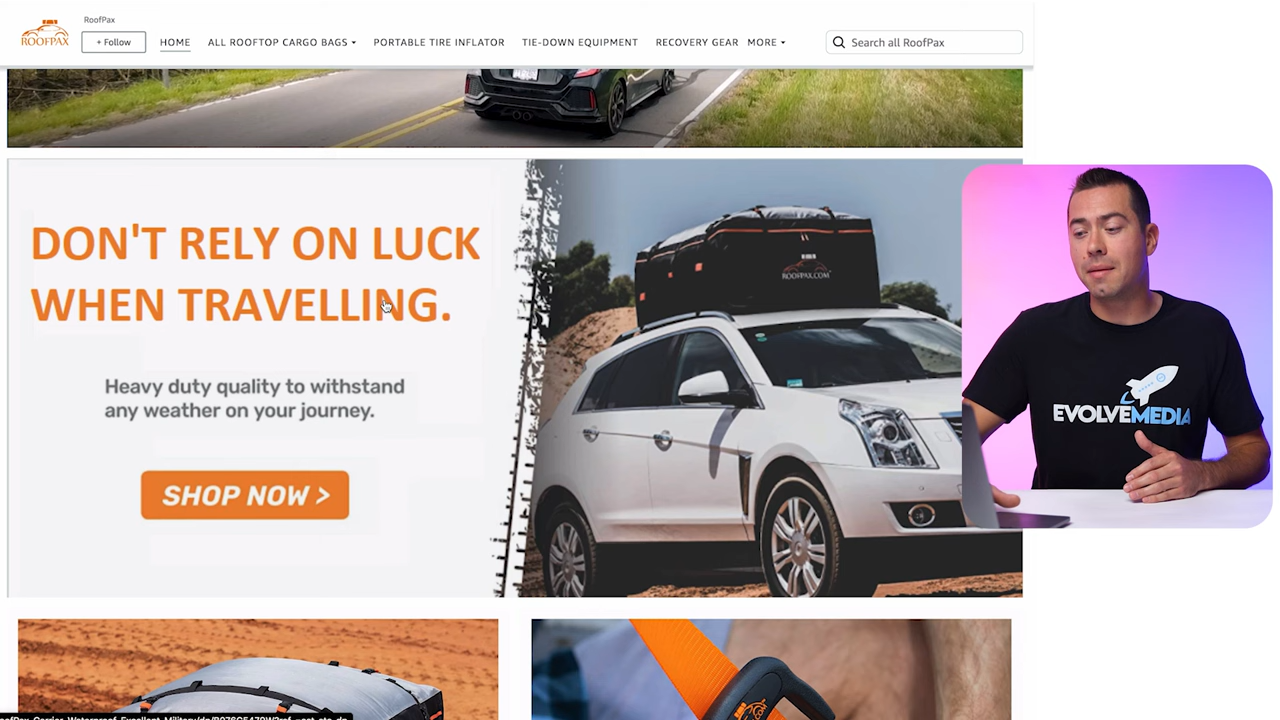 RoofPax
ROOFPAX
+ Follow
HOME
ALL ROOFTOP CARGO BAGS
PORTABLE TIRE INFLATOR
TIE-DOWN EQUIPMENT
RECOVERY GEAR
MORE
Search all RoofPax
DON'T RELY ON LUCK
WHEN TRAVELLING.
Heavy duty quality to withstand
any weather on your journey.
SHOP NOW >
ROOFPAX.COM
EVOLVEMEDIA